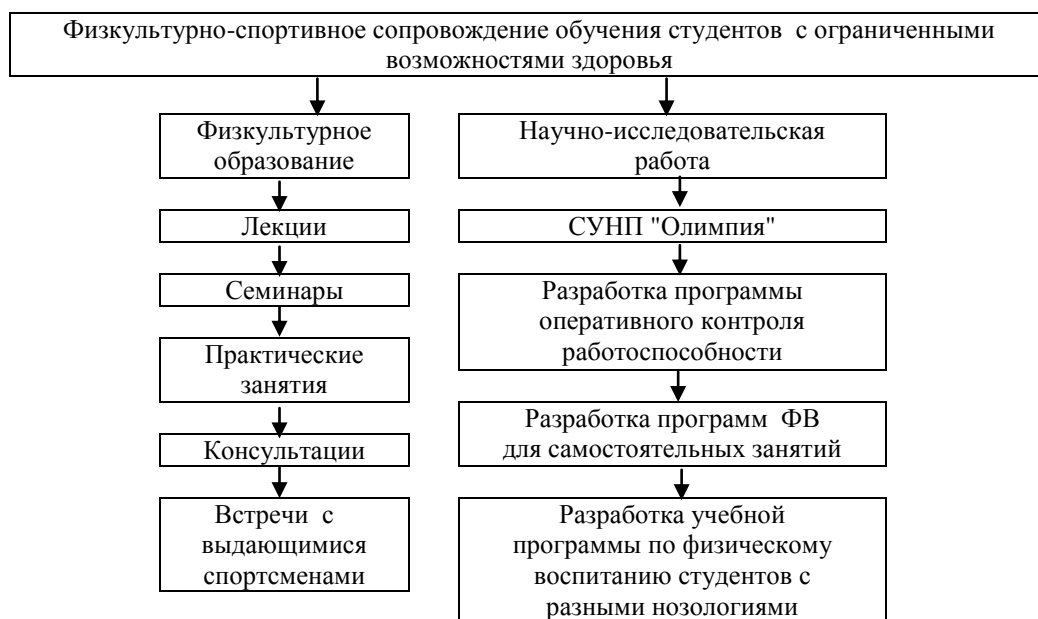 Физкультурно-спортивное сопровождение обучения студентов с ограниченными
возможностями здоровья
Физкультурное
образование
Лекции
Семинары
Практические
занятия
Консультации
Встречи с
выдающимися
спортсменами
Научно-исследовательская
работа
СУНП "Олимпия"
Разработка программы
оперативного контроля
работоспособности
Разработка программ ФВ
для самостоятельных занятий
Разработка учебной
программы по физическому
воспитанию студентов с
разными нозологиями